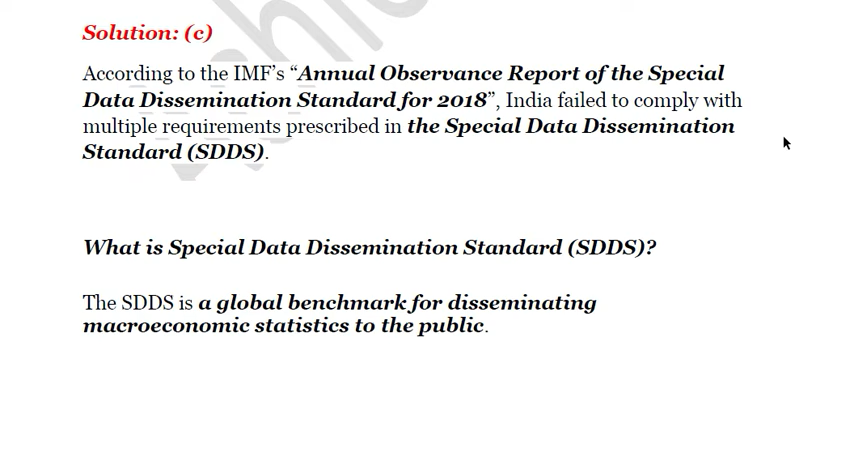 Solution: (c)
According to the IMF’s “Annual Observance Report of the Special
Data Dissemination Standard for 2018”, India failed to comply with
multiple requirements prescribed in the Special Data Dissemination
Standard (SDDS).
What is Special Data Dissemination Standard (SDDS)?
The SDDS is a global benchmark for disseminating
macroeconomic statistics to the public.